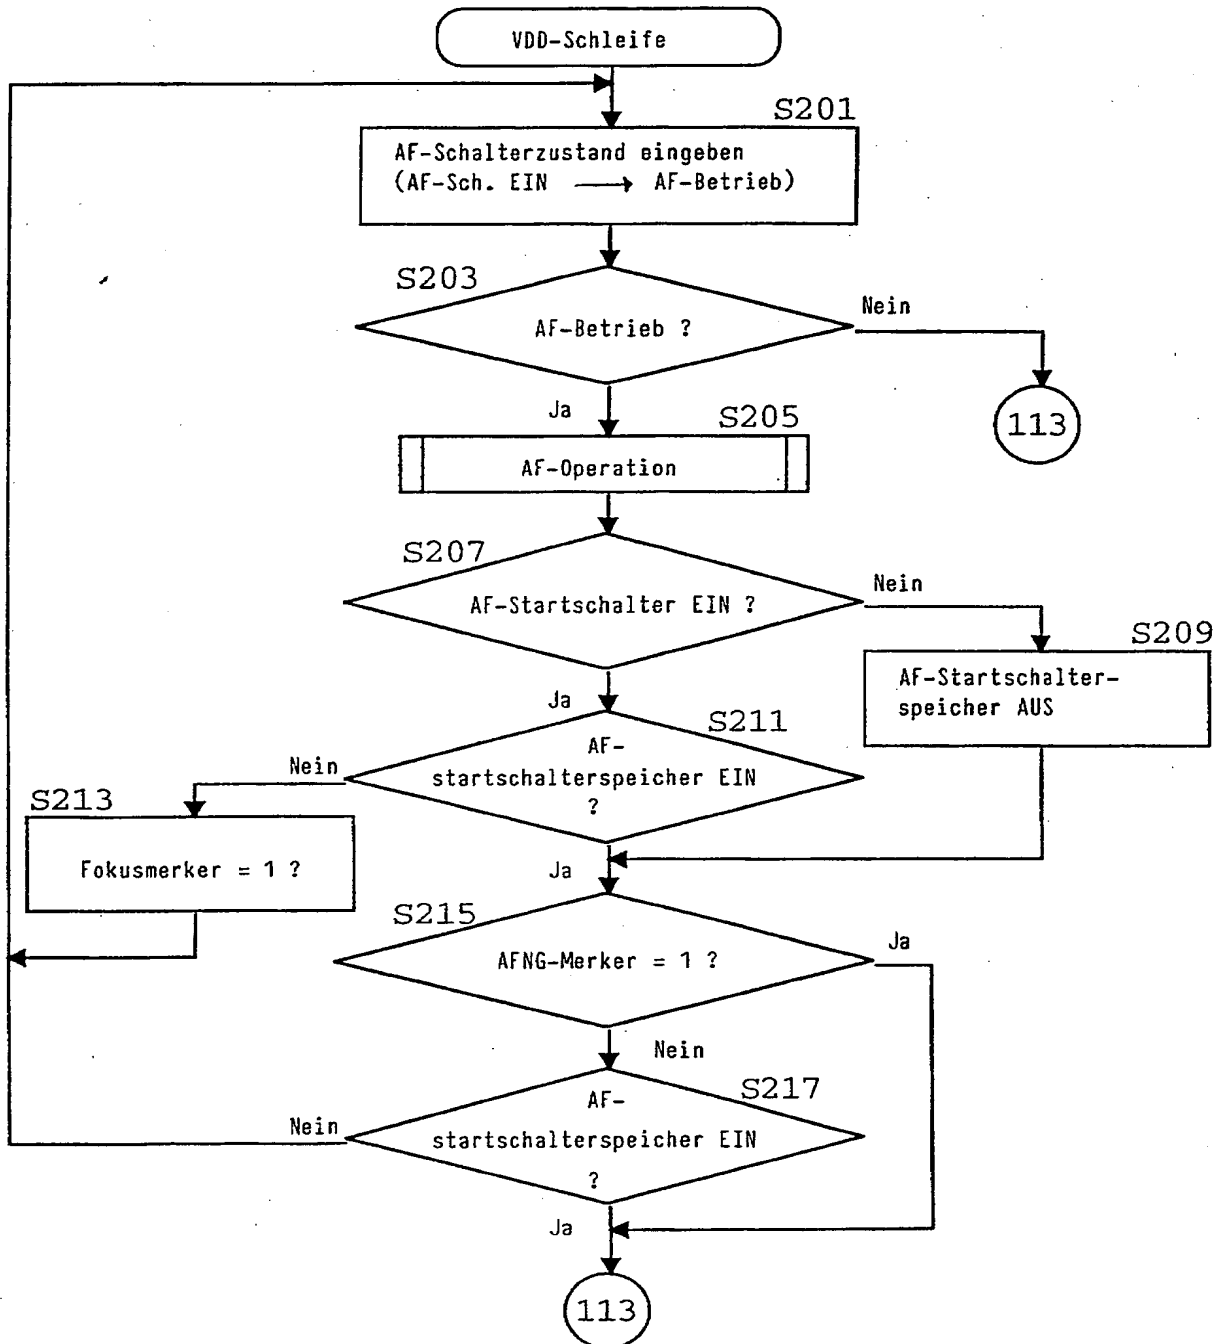 VDD-Schleife
S201
AF-Schalterzustand eingeben
(AF-Sch. EIN → AF-Betrieb)
S203
AF-Betrieb ?
Nein
113
Ja
S205
AF-Operation
S207
AF-Startschalter EIN ?
Nein
S209
AF-Startschalter-
speicher AUS
Ja
S211
AF-
startschalterspeicher EIN
?
Nein
S213
Fokusmerker = 1 ?
Ja
S215
AFNG-Merker = 1 ?
Ja
Nein
S217
AF-
startschalterspeicher EIN
?
Nein
Ja
113